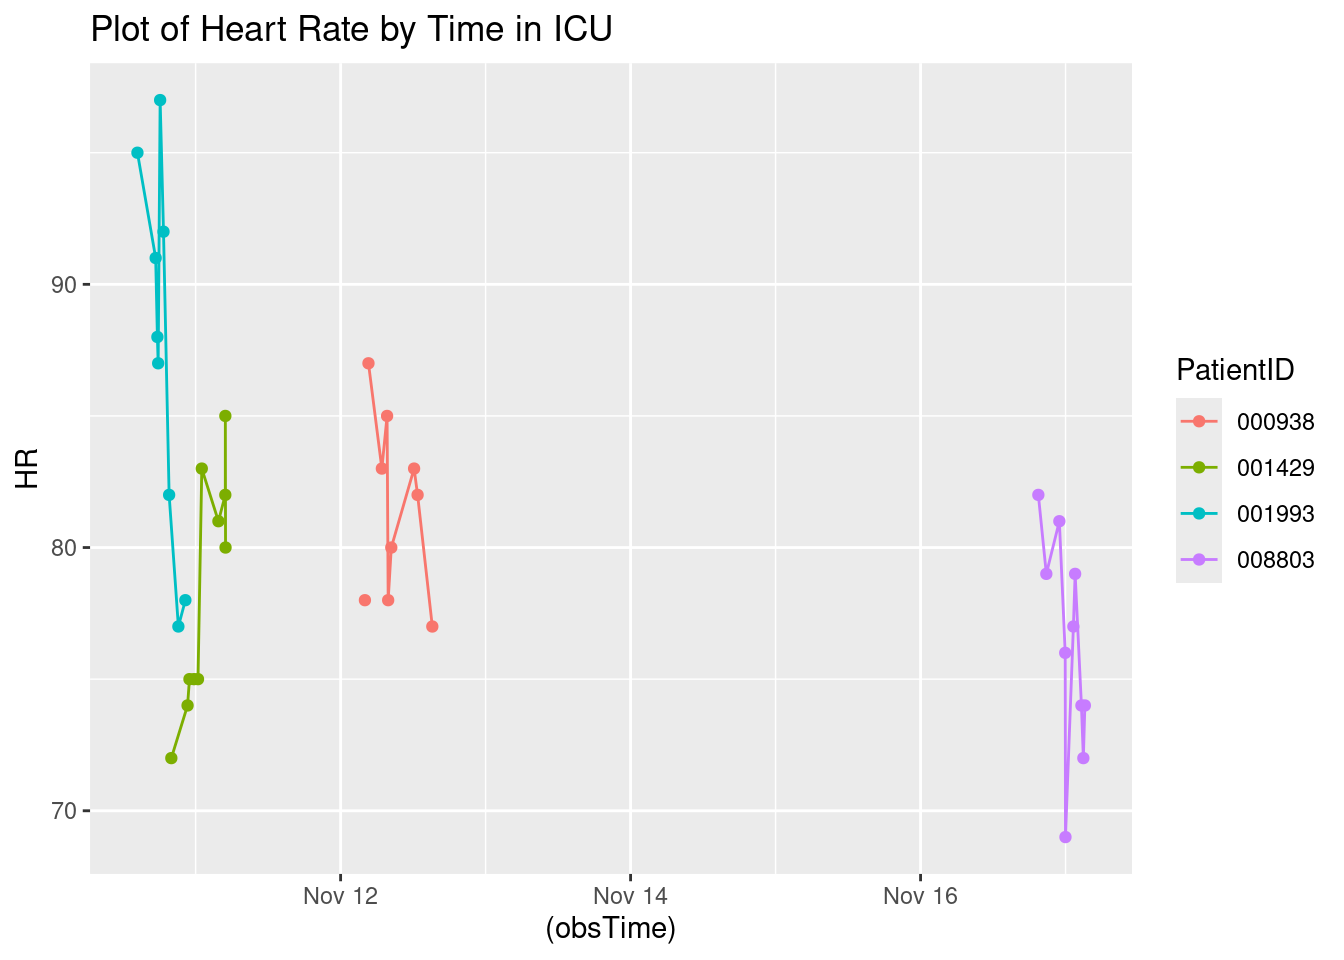 Plot of Heart Rate by Time in ICU
HR
90
80
70
Nov 12
Nov 14
Nov 16
(obsTime)
PatientID
000938
001429
001993
008803